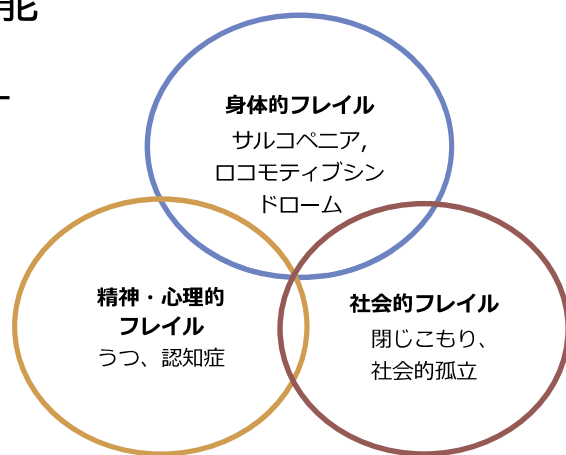 能
ー
身体的フレイル
サルコペニア,
ロコモティブシン
ドローム
精神・心理的
フレイル
うつ、認知症
社会的フレイル
閉じこもり、
社会的孤立